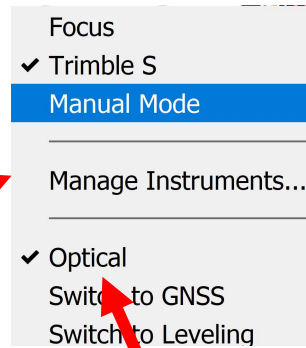 Focus
✓ Trimble S
Manual Mode
Manage Instruments...
✓ Optical
Switch to GNSS
Switch to Leveling